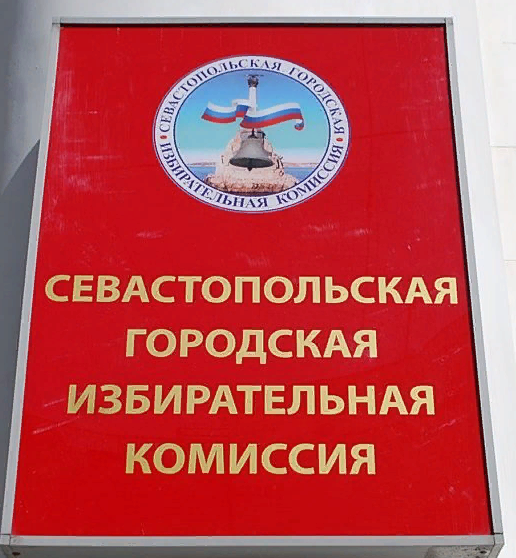 СЕВАСТОПОЛЬСКАЯ ГОРОДСКАЯ
ИЗБИРАТЕЛЬНАЯ КОМИССИЯ
СЕВАСТОПОЛЬСКАЯ
ГОРОДСКАЯ
ИЗБИРАТЕЛЬНАЯ
КОМИССИЯ